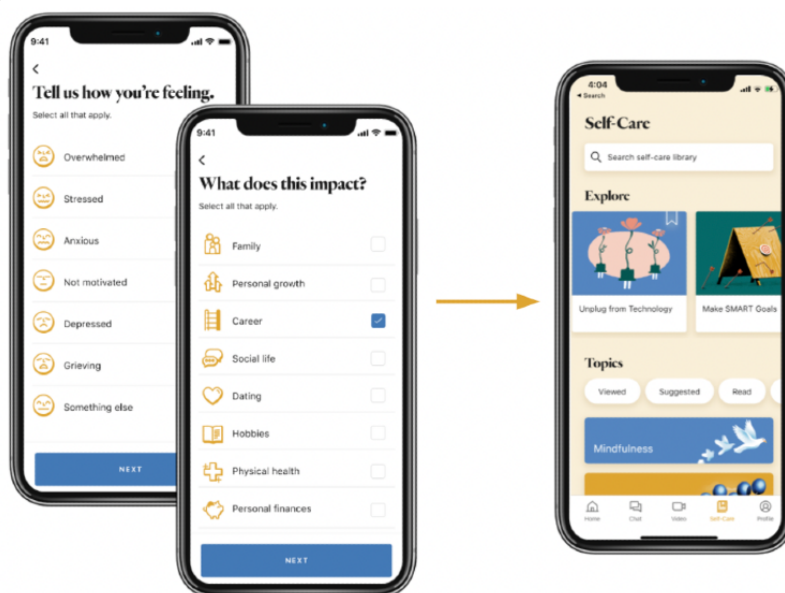 9:41
Tell us how you're feeling.
Select all that apply.
Overwhelmed
Stressed
Anxious
Not motivated
Depressed
Grieving
Something else
NEXT
9:41
What does this impact?
Select all that apply.
Family
Personal growth
Career
Social life
Dating
Hobbies
Physical health
Personal finances
NEXT
4:04
◂ Search
Self-Care
Search self-care library
Explore
Unplug from Technology
Make SMART Goals
Topics
Viewed
Suggested
Read
Mindfulness
Home
Chat
Video
Self-Care
Profile